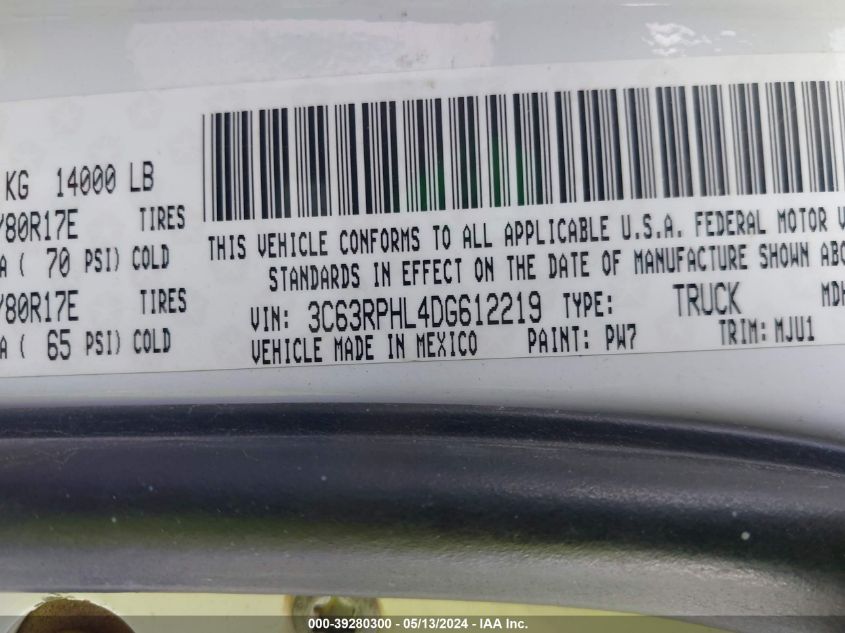 KG 14000 LB
/80R17E TIRES
A ( 70 PSI) COLD
/80R17E TIRES
A ( 65 PSI) COLD
THIS VEHICLE CONFORMS TO ALL APPLICABLE U.S.A. FEDERAL MOTOR V
STANDARDS IN EFFECT ON THE DATE OF MANUFACTURE SHOWN ABO
VIN: 3C63RPHL4DG612219 TYPE: TRUCK MDH
VEHICLE MADE IN MEXICO PAINT: PW7 TRIM: MJU1
000-39280300 - 05/13/2024 - IAA Inc.